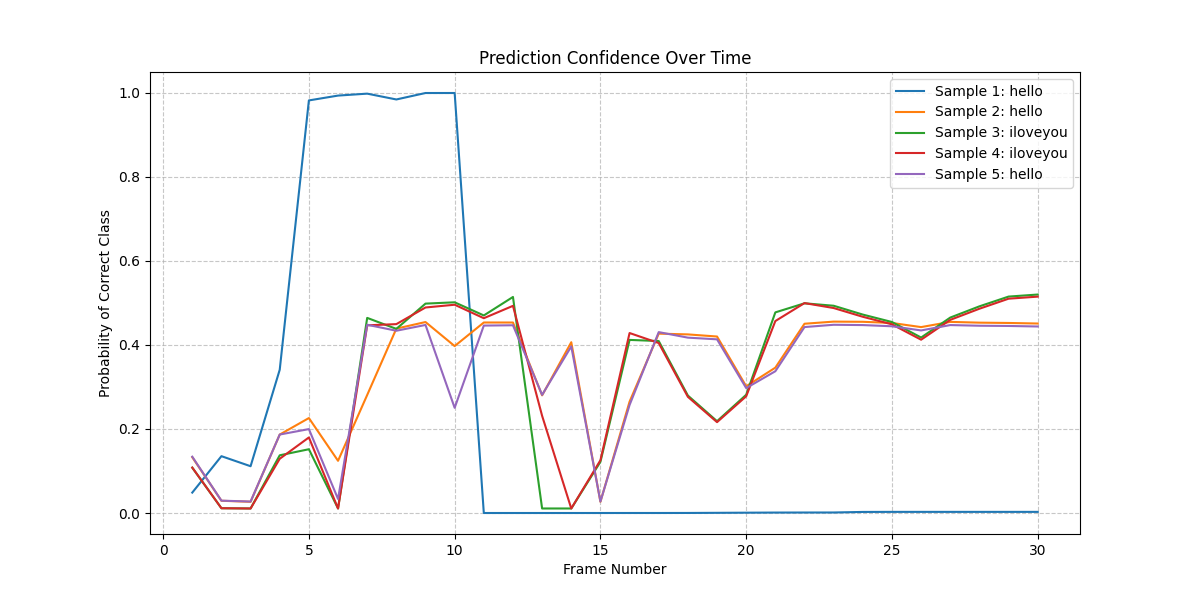 Prediction Confidence Over Time
Probability of Correct Class
1.0
0.8
0.6
0.4
0.2
0.0
Sample 1: hello
Sample 2: hello
Sample 3: iloveyou
Sample 4: iloveyou
Sample 5: hello
0 5 10 15 20 25 30
Frame Number